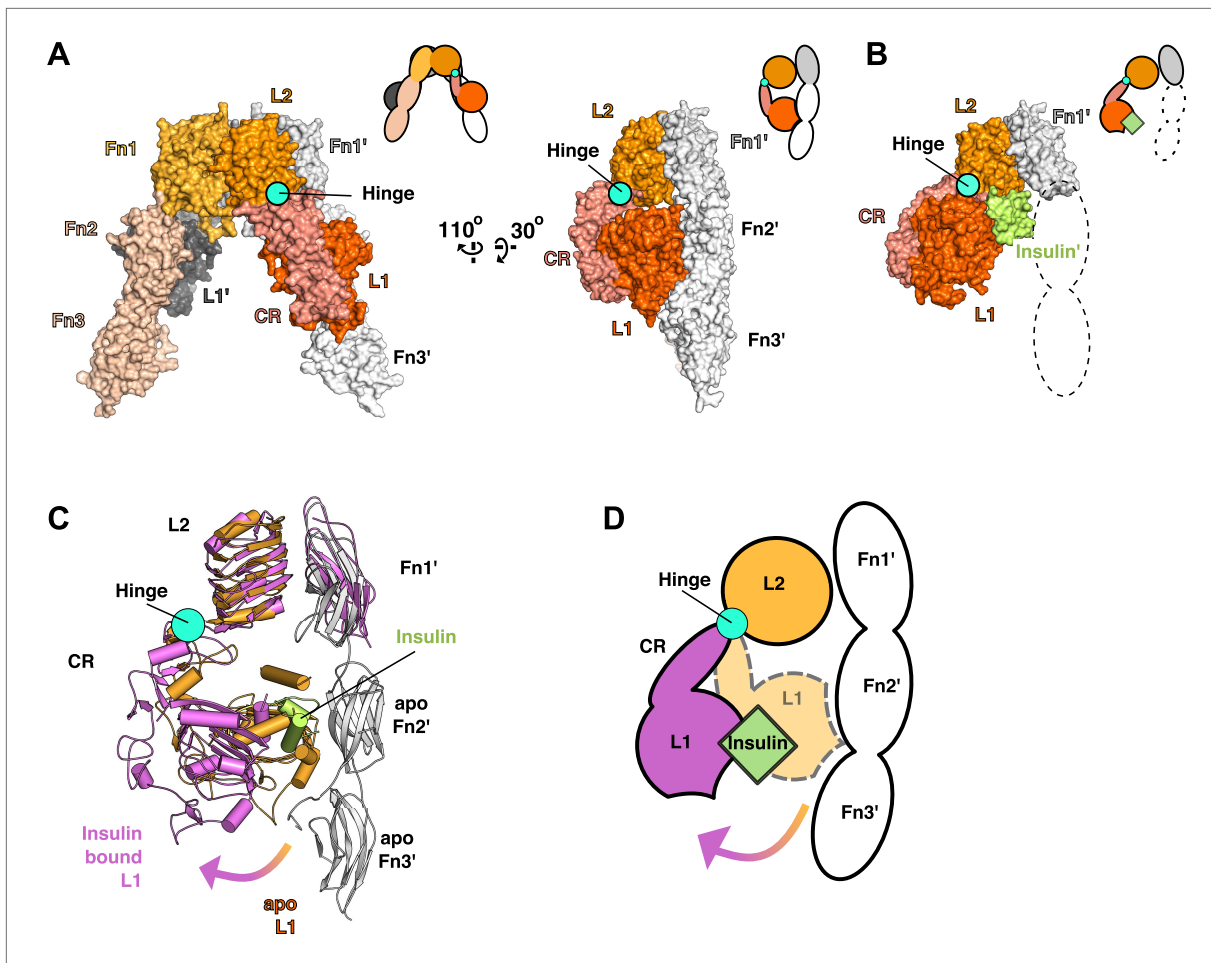 A
L2
Fn1
Fn1'
Hinge
Fn2
L1'
L1
Fn3
CR
Fn3'
110° 30°
L2
Fn1'
Hinge
Fn2'
CR
L1
Fn3'
B
L2
Fn1'
Hinge
CR
Insulin'
L1
C
L2
Fn1'
Hinge
Insulin
CR
apo
Fn2'
Insulin
bound
L1
apo
Fn3'
apo
L1
D
Fn1'
Hinge
L2
CR
L1
Fn2'
L1
Insulin
Fn3'